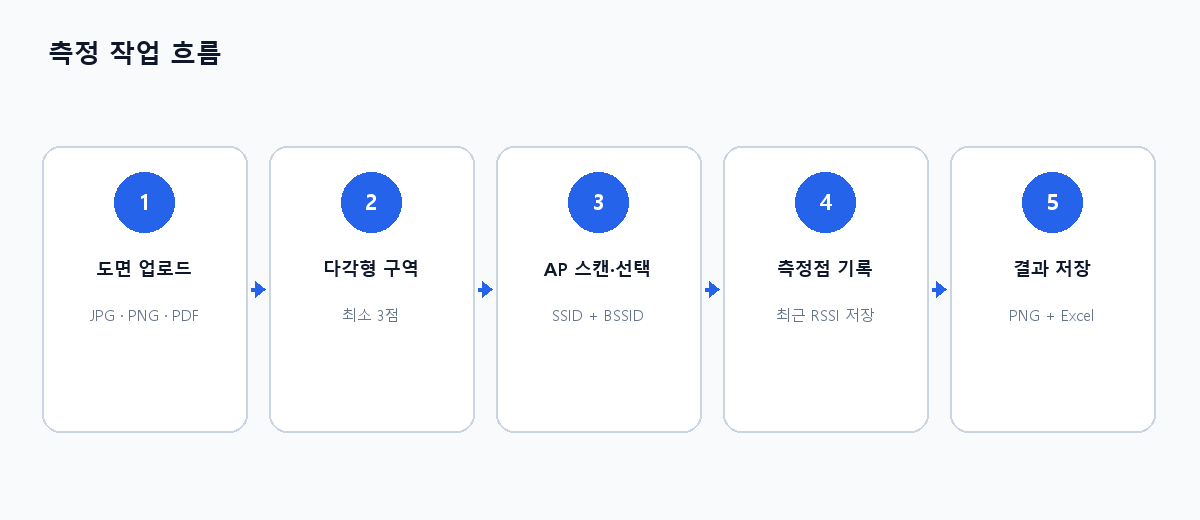 측정 작업 흐름
1
도면 업로드
JPG · PNG · PDF
2
다각형 구역
최소 3점
3
AP 스캔·선택
SSID + BSSID
4
측정점 기록
최근 RSSI 저장
5
결과 저장
PNG + Excel